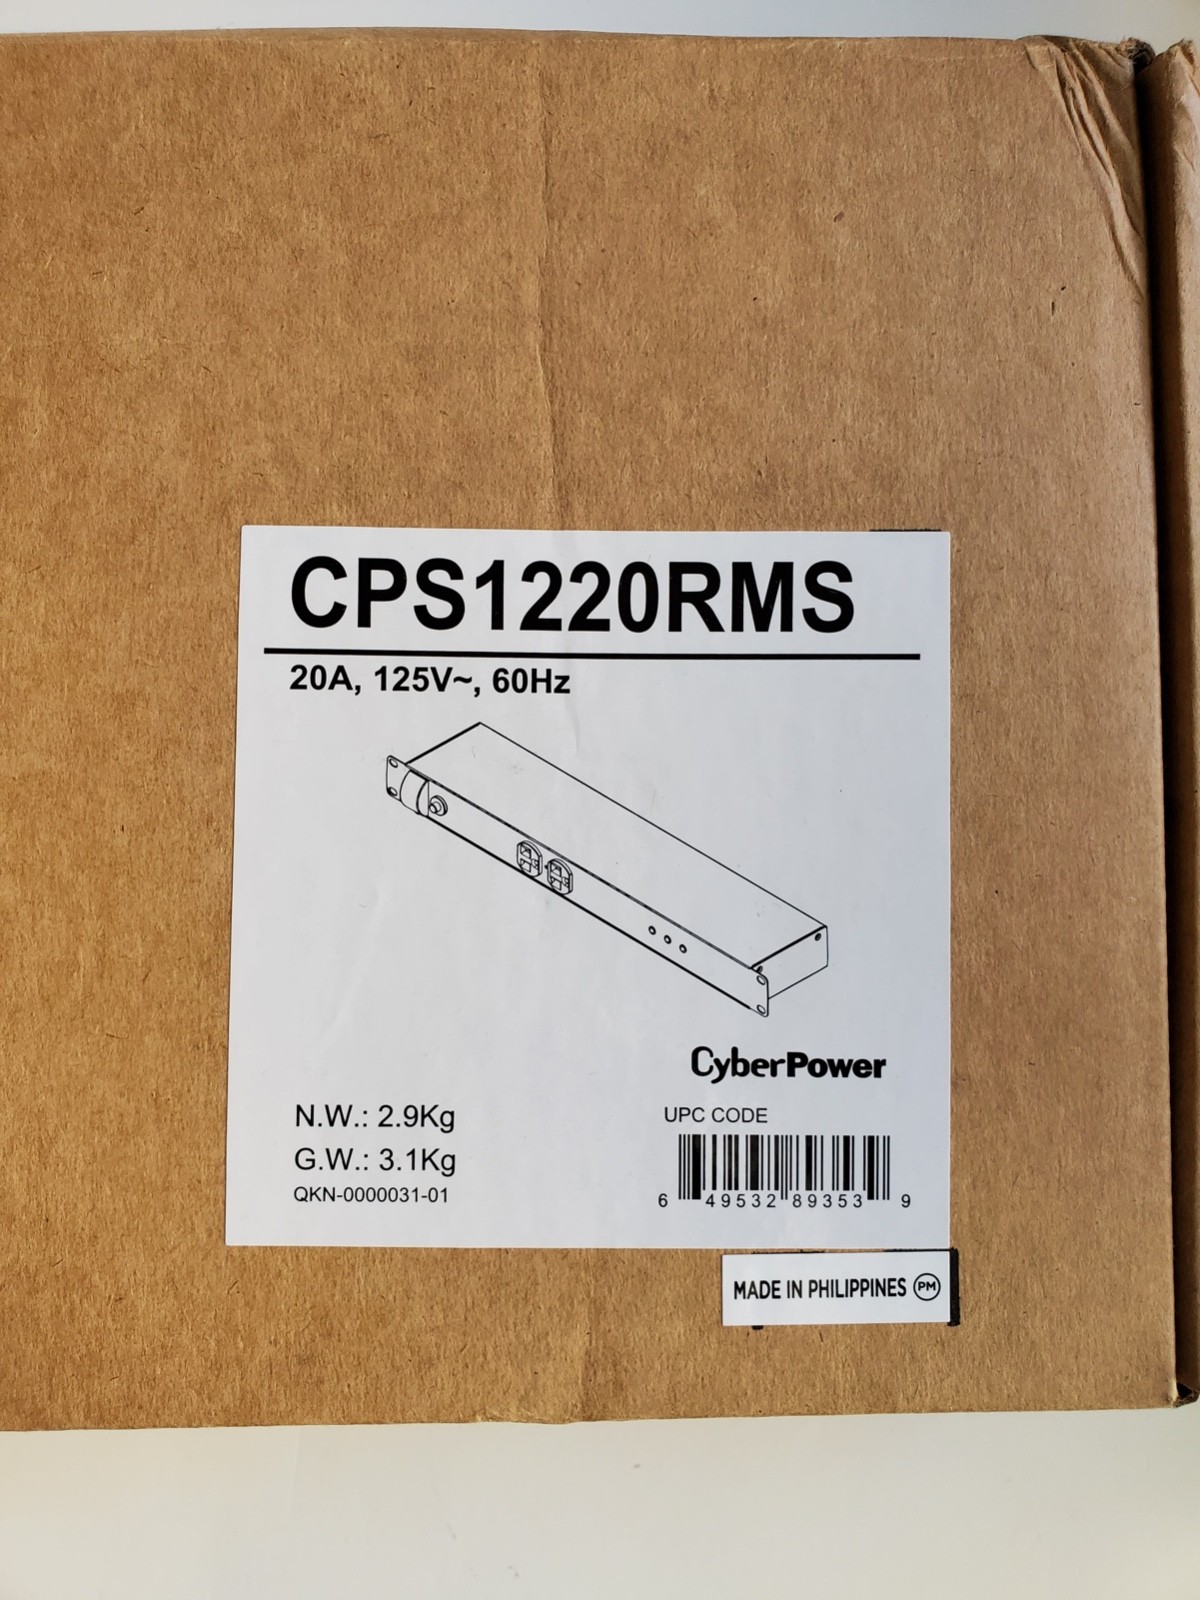 CPS1220RMS
20A, 125V~, 60Hz
CyberPower
N.W.: 2.9Kg
G.W.: 3.1Kg
QKN-0000031-01
UPC CODE
6 49532 89353 9
MADE IN PHILIPPINES PM